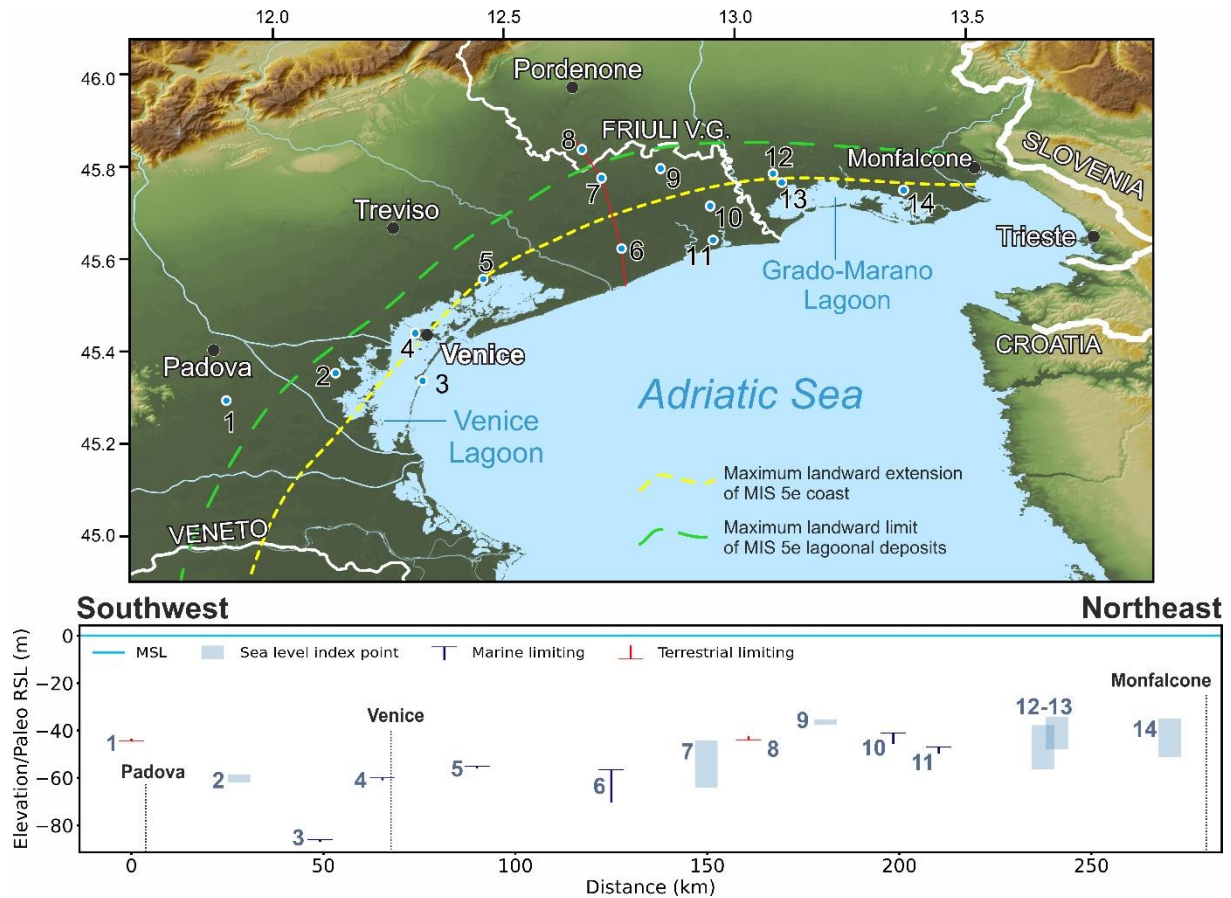 12.0 12.5 13.0 13.5
46.0
45.8
45.6
45.4
45.2
45.0
Pordenone
FRIULI V.G.
8
7
9
12
Monfalcone
SLOVENIA
13
14
Treviso
10
6
11
Trieste
5
Grado-Marano
Lagoon
4
Venice
CROATIA
Padova
2
3
1
Adriatic Sea
Venice
Lagoon
VENETO
Maximum landward extension
of MIS 5e coast
Maximum landward limit
of MIS 5e lagoonal deposits
Southwest Northeast
Elevation/Paleo RSL (m)
0
−20
−40
−60
−80
MSL Sea level index point Marine limiting Terrestrial limiting
Monfalcone
Venice
12-13
9
14
1
10
7
8
11
Padova
2
4
5
6
3
0 50 100 150 200 250
Distance (km)